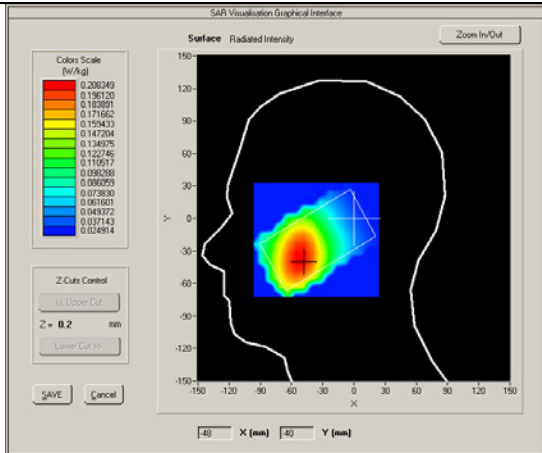 SAR Visualisation Graphical Interface
Surface Radiated Intensity
Zoom In/Out
Colors Scale
(W/kg)
0.208349
0.196120
0.183891
0.171662
0.159433
0.147204
0.134975
0.122746
0.110517
0.098288
0.086059
0.073830
0.061601
0.049372
0.037143
0.024914
Z-Cuts Control
<< Upper Cut
Z = 0.2 mm
Lower Cut >>
SAVE Cancel
150
120
90
60
30
0
-30
-60
-90
-120
-150
Y
-150 -120 -90 -60 -30 0 30 60 90 120 150
X
-48 X (mm) -40 Y (mm)